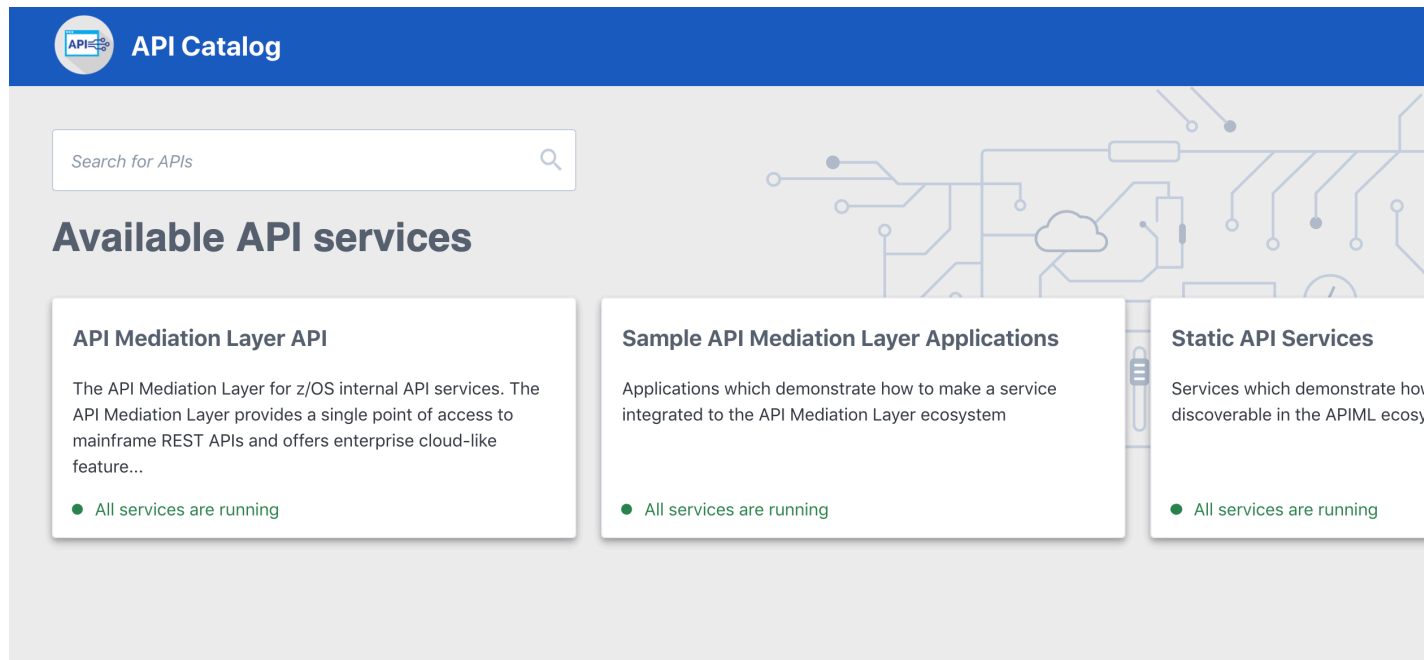 API
API Catalog
Search for APIs
Available API services
API Mediation Layer API
The API Mediation Layer for z/OS internal API services. The
API Mediation Layer provides a single point of access to
mainframe REST APIs and offers enterprise cloud-like
feature...
All services are running
Sample API Mediation Layer Applications
Applications which demonstrate how to make a service
integrated to the API Mediation Layer ecosystem
All services are running
Static API Services
Services which demonstrate
discoverable in the APIML
All services are running